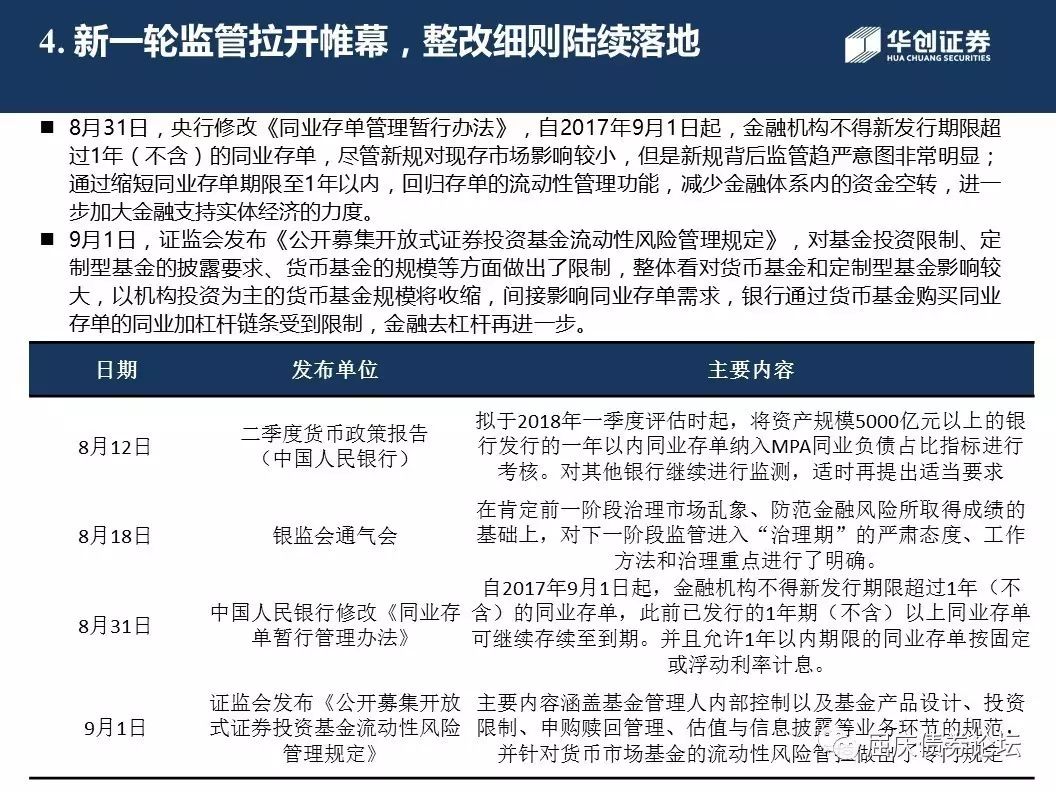 4. 新一轮监管拉开帷幕，整改细则陆续落地
华创证券
HUA CHUANG SECURITIES
■ 8月31日，央行修改《同业存单管理暂行办法》，自2017年9月1日起，金融机构不得新发行期限超
过1年（不含）的同业存单，尽管新规对现存市场影响较小，但是新规背后监管趋严意图非常明显；
通过缩短同业存单期限至1年以内，回归存单的流动性管理功能，减少金融体系内的资金空转，进一
步加大金融支持实体经济的力度。
■ 9月1日，证监会发布《公开募集开放式证券投资基金流动性风险管理规定》，对基金投资限制、定
制型基金的披露要求、货币基金的规模等方面做出了限制，整体看对货币基金和定制型基金影响较
大，以机构投资为主的货币基金规模将收缩，间接影响同业存单需求，银行通过货币基金购买同业
存单的同业加杠杆链条受到限制，金融去杠杆再进一步。
日期 发布单位 主要内容
8月12日
二季度货币政策报告
（中国人民银行）
拟于2018年一季度评估时起，将资产规模5000亿元以上的银
行发行的一年以内同业存单纳入MPA同业负债占比指标进行
考核。对其他银行继续进行监测，适时再提出适当要求
8月18日
银监会通气会
在肯定前一阶段治理市场乱象、防范金融风险所取得成绩的
基础上，对下一阶段监管进入“治理期”的严肃态度、工作
方法和治理重点进行了明确。
8月31日
中国人民银行修改《同业存
单暂行管理办法》
自2017年9月1日起，金融机构不得新发行期限超过1年（不
含）的同业存单，此前已发行的1年期（不含）以上同业存单
可继续存续至到期。并且允许1年以内期限的同业存单按固定
或浮动利率计息。
9月1日
证监会发布《公开募集开放
式证券投资基金流动性风险
管理规定》
主要内容涵盖基金管理人内部控制以及基金产品设计、投资
限制、申购赎回管理、估值与信息披露等业务环节的规范，
并针对货币市场基金的流动性风险管控做出了专门规定
屈庆债券论坛